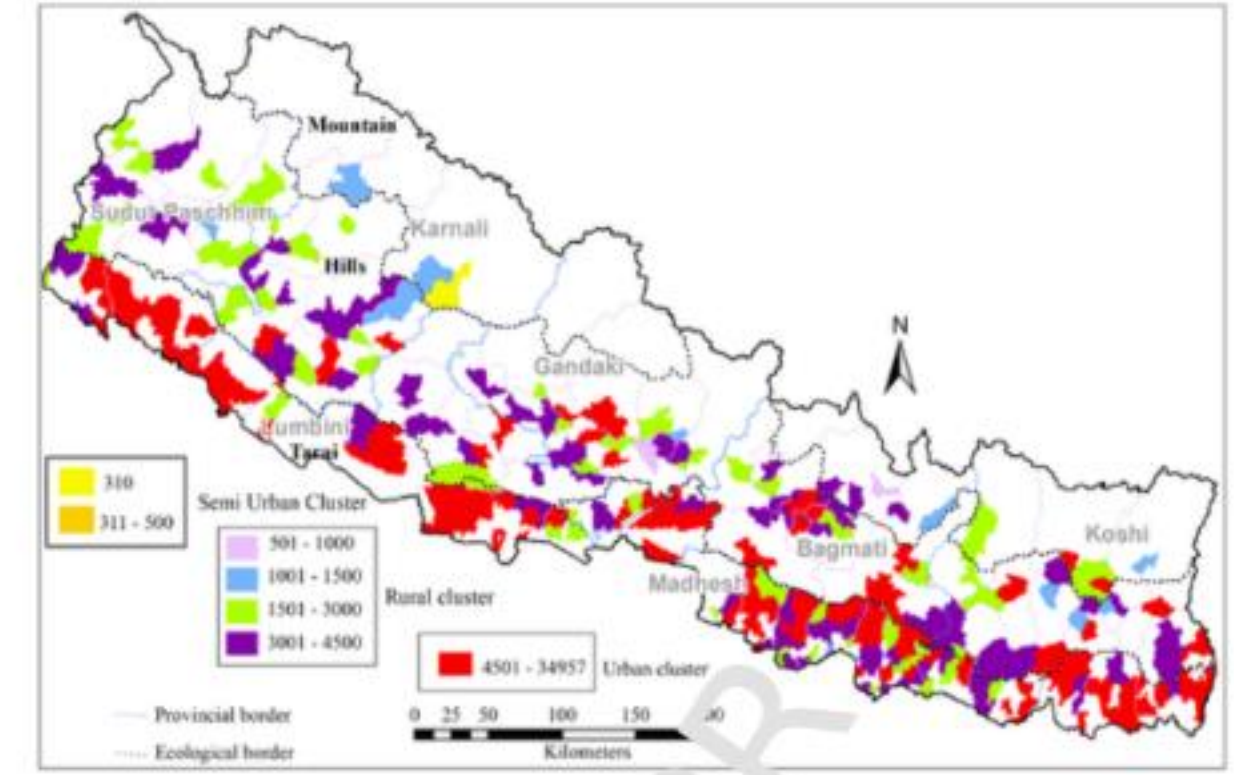 Mountain
Sudur Paschhim
Karnali
Hills
N
Gandaki
Lumbini
Tarai
310
311 - 500
Semi Urban Cluster
501 - 1000
1001 - 1500
1501 - 3000
3001 - 4500
Rural cluster
Koshi
Bagmati
Madhesh
4501 - 34957
Urban cluster
Provincial border
Ecological border
0 25 50 100 150 200
Kilometers
R